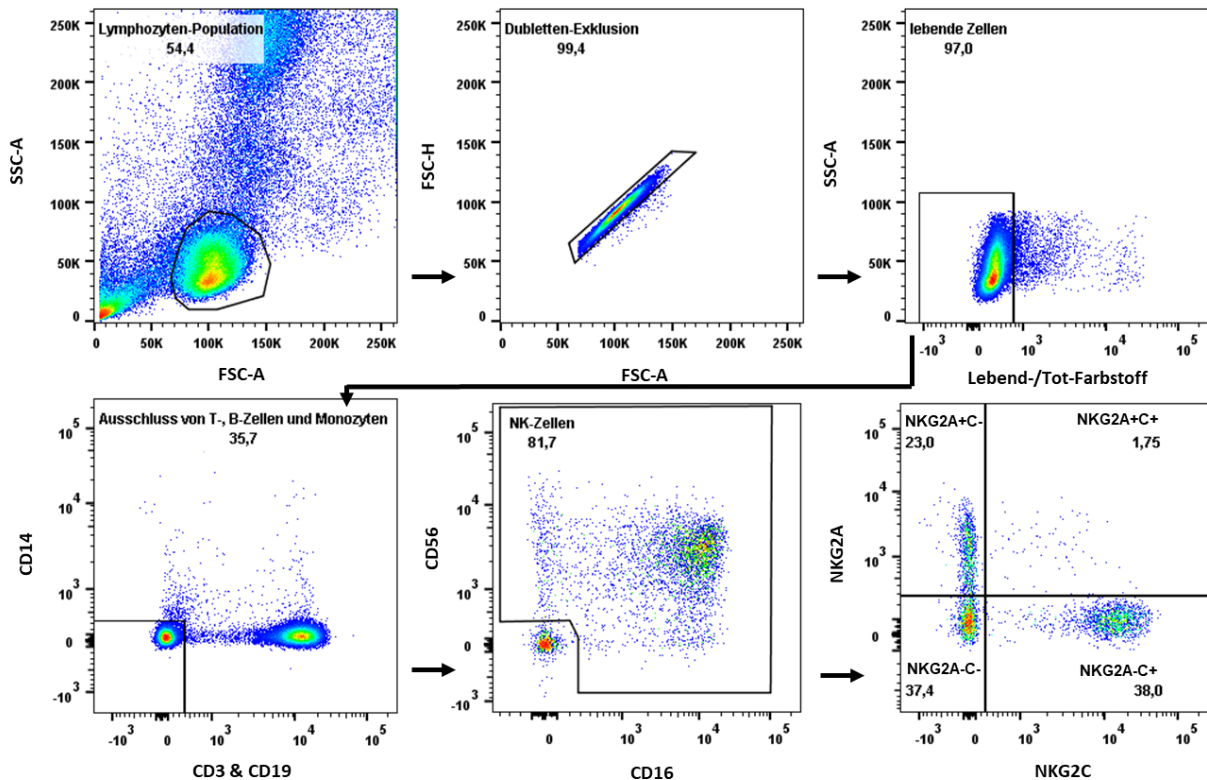 Lymphozyten-Population
54,4
250K
200K
150K
100K
50K
0
SSC-A
0 50K 100K 150K 200K 250K
FSC-A
Dubletten-Exklusion
99,4
250K
200K
150K
100K
50K
0
FSC-H
0 50K 100K 150K 200K 250K
FSC-A
lebende Zellen
97,0
250K
200K
150K
100K
50K
0
SSC-A
-10³ 0 10³ 10⁴ 10⁵
Lebend-/Tot-Farbstoff
Ausschluss von T-, B-Zellen und Monozyten
35,7
10⁵
10⁴
10³
0
-10³
CD14
-10³ 0 10³ 10⁴ 10⁵
CD3 & CD19
NK-Zellen
81,7
10⁵
10⁴
10³
0
-10³
CD56
-10³ 0 10³ 10⁴ 10⁵
CD16
NKG2A+C- NKG2A+C+
23,0 1,75
10⁵
10⁴
10³
0
-10³
NKG2A
NKG2A-C- NKG2A-C+
37,4 38,0
-10³ 0 10³ 10⁴ 10⁵
NKG2C